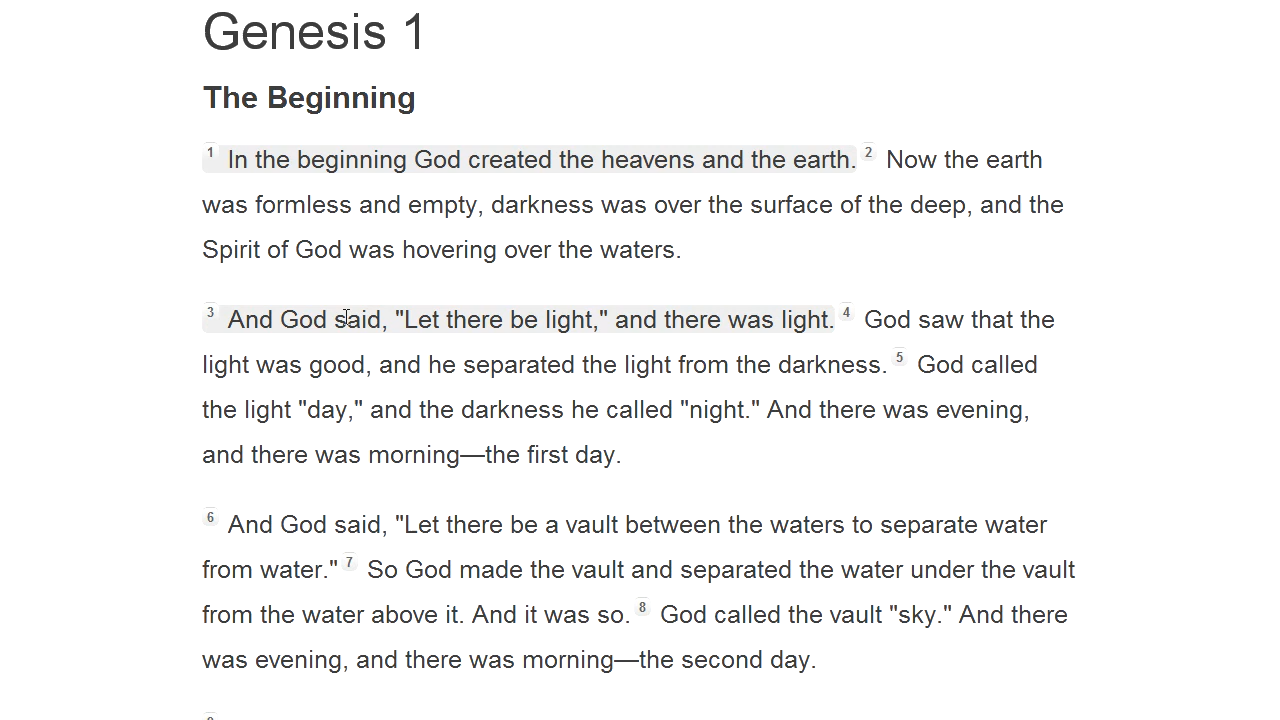 Genesis 1
The Beginning
1 In the beginning God created the heavens and the earth. 2 Now the earth
was formless and empty, darkness was over the surface of the deep, and the
Spirit of God was hovering over the waters.
3 And God said, "Let there be light," and there was light. 4 God saw that the
light was good, and he separated the light from the darkness. 5 God called
the light "day," and the darkness he called "night." And there was evening,
and there was morning—the first day.
6 And God said, "Let there be a vault between the waters to separate water
from water." 7 So God made the vault and separated the water under the vault
from the water above it. And it was so. 8 God called the vault "sky." And there
was evening, and there was morning—the second day.